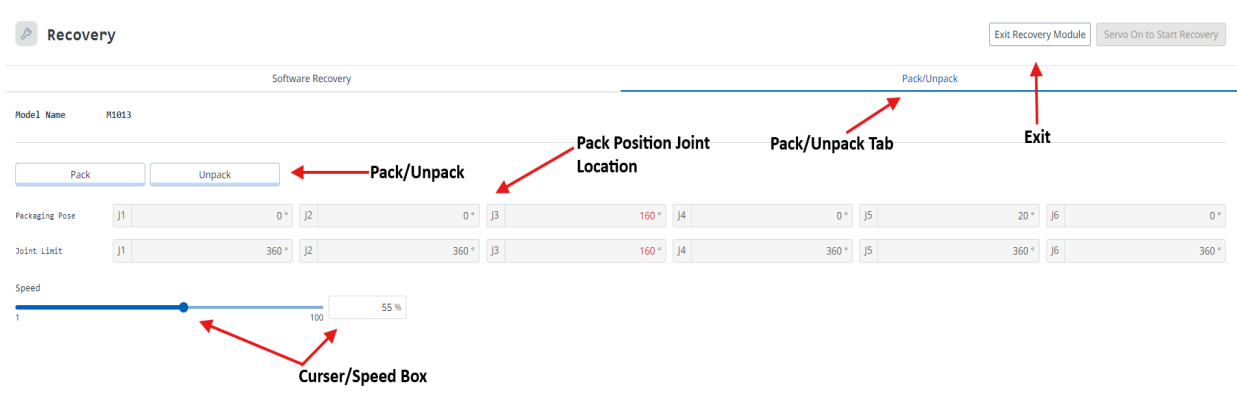 Recovery
Exit Recovery Module
Servo On to Start Recovery
Software Recovery
Pack/Unpack
Model Name M1013
Pack Position Joint
Location
Pack/Unpack Tab
Exit
Pack
Unpack
Pack/Unpack
Packaging Pose J1 0 ° J2 0 ° J3 160 ° J4 0 ° J5 20 ° J6 0 °
Joint Limit J1 360 ° J2 360 ° J3 160 ° J4 360 ° J5 360 ° J6 360 °
Speed
55 %
1 100
Curser/Speed Box